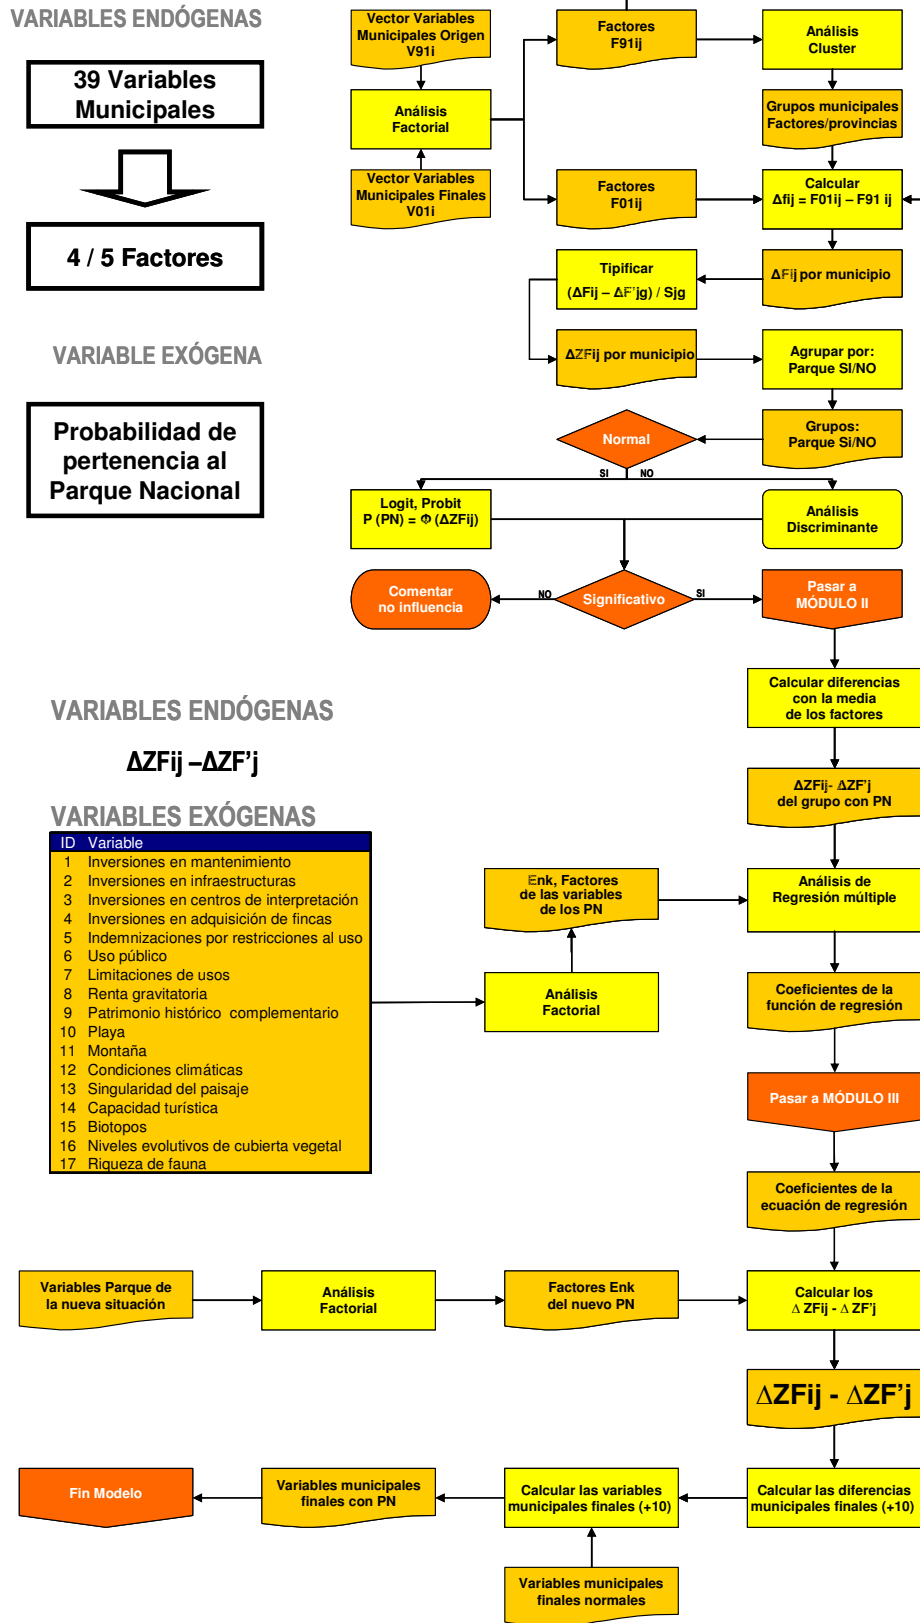 VARIABLES ENDÓGENAS
39 Variables
Municipales
4 / 5 Factores
VARIABLE EXÓGENA
Probabilidad de
pertenencia al
Parque Nacional
Vector Variables
Municipales Origen
V91i
Factores
F91ij
Análisis
Cluster
Análisis
Factorial
Grupos municipales
Factores/provincias
Vector Variables
Municipales Finales
V01i
Factores
F01ij
Calcular
Δfij = F01ij – F91 ij
Tipificar
(ΔFij – ΔF'jg) / Sjg
ΔFij por municipio
ΔZFij por municipio
Agrupar por:
Parque SI/NO
Normal
Grupos:
Parque Si/NO
SI
NO
Logit, Probit
P (PN) = Φ (ΔZFij)
Análisis
Discriminante
Comentar
no influencia
NO
Significativo
SI
Pasar a
MÓDULO II
Calcular diferencias
con la media
de los factores
VARIABLES ENDÓGENAS
ΔZFij –ΔZF'j
ΔZFij- ΔZF'j
del grupo con PN
VARIABLES EXÓGENAS
ID Variable
1 Inversiones en mantenimiento
2 Inversiones en infraestructuras
3 Inversiones en centros de interpretación
4 Inversiones en adquisición de fincas
5 Indemnizaciones por restricciones al uso
6 Uso público
7 Limitaciones de usos
8 Renta gravitatoria
9 Patrimonio histórico complementario
10 Playa
11 Montaña
12 Condiciones climáticas
13 Singularidad del paisaje
14 Capacidad turística
15 Biotopos
16 Niveles evolutivos de cubierta vegetal
17 Riqueza de fauna
Enk, Factores
de las variables
de los PN
Análisis de
Regresión múltiple
Análisis
Factorial
Coeficientes de la
función de regresión
Pasar a MÓDULO III
Coeficientes de la
ecuación de regresión
Variables Parque de
la nueva situación
Análisis
Factorial
Factores Enk
del nuevo PN
Calcular los
Δ ZFij - Δ ZF'j
ΔZFij - ΔZF'j
Fin Modelo
Variables municipales
finales con PN
Calcular las variables
municipales finales (+10)
Calcular las diferencias
municipales finales (+10)
Variables municipales
finales normales